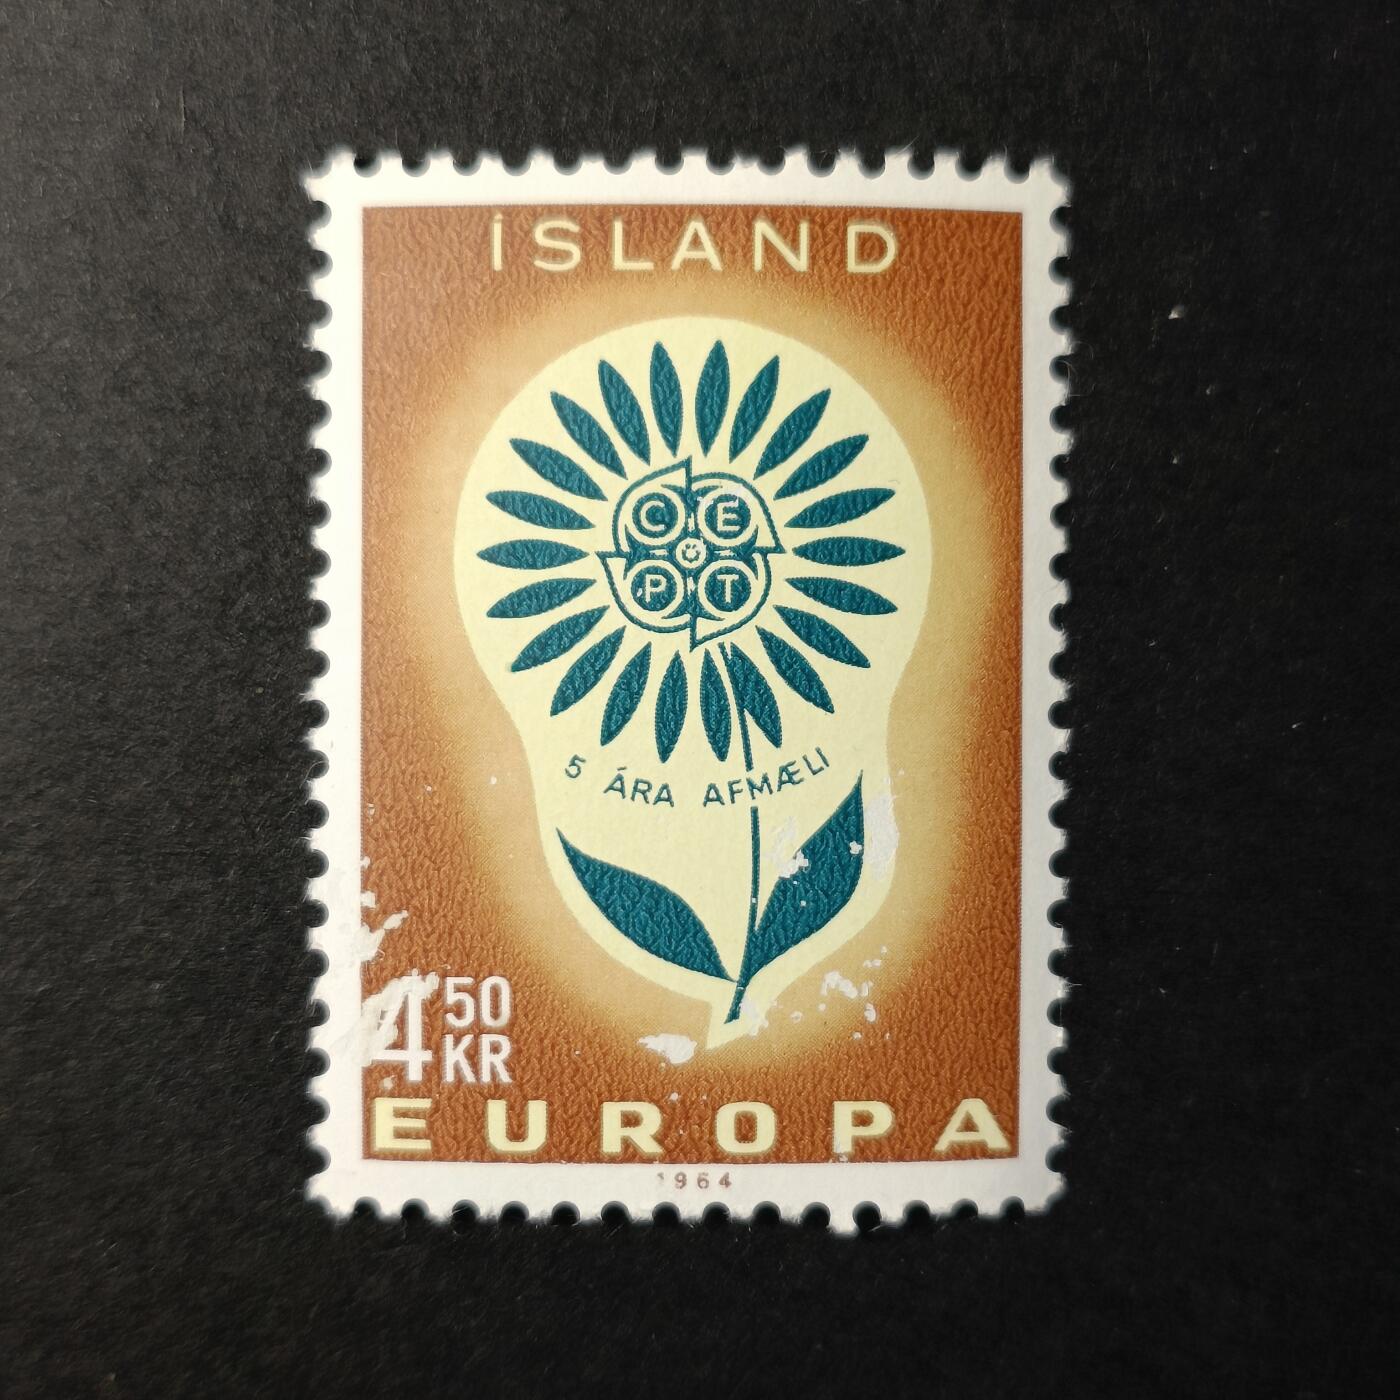 ÍSLAND
C E
P T
5 ÁRA AFMÆLI
4 50
KR
EUROPA
1964